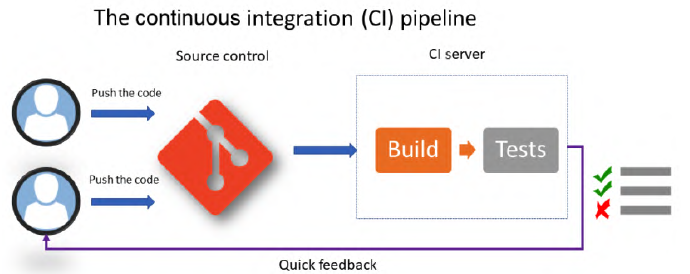 The continuous integration (CI) pipeline
Source control
CI server
Push the code
Push the code
Build
Tests
Quick feedback